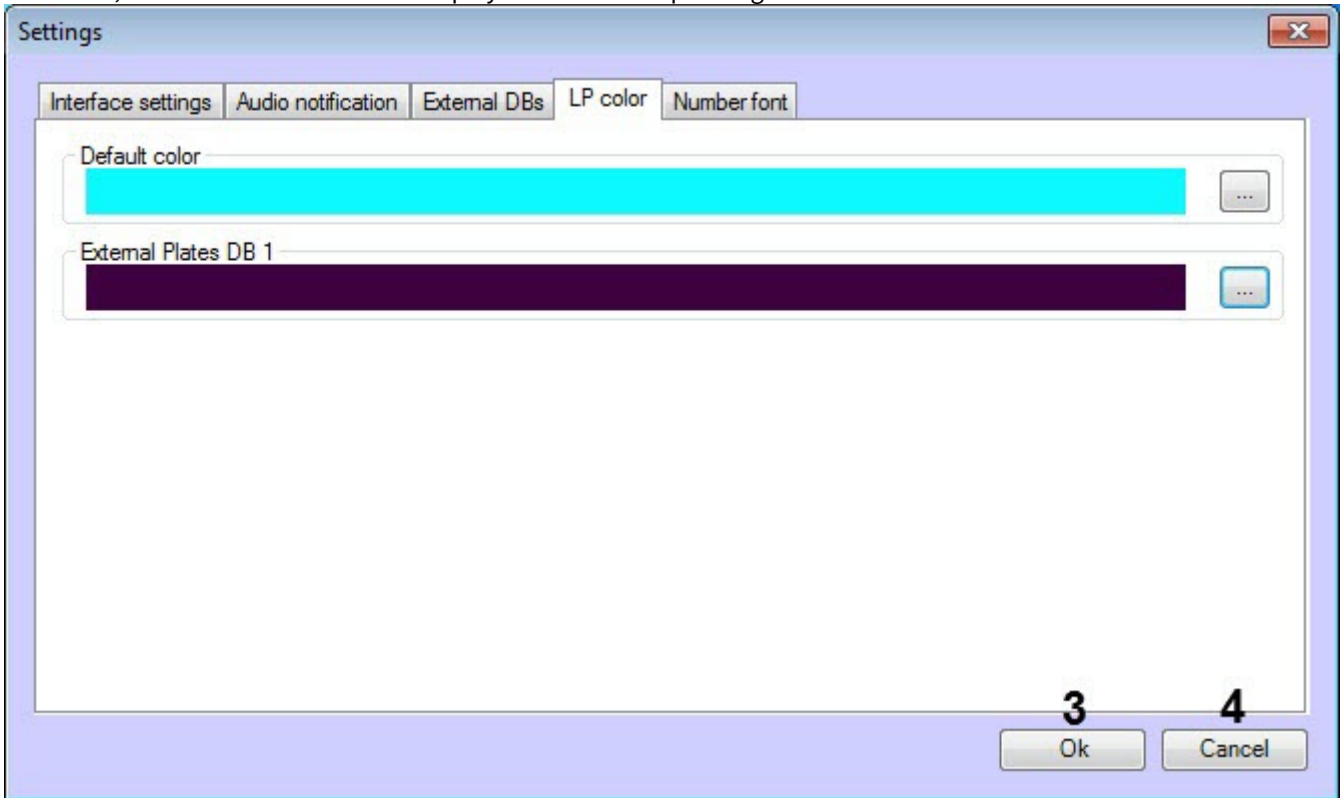 Settings
Interface settings Audio notification External DBs LP color Number font
Default color
...
External Plates DB 1
...
3 4
Ok Cancel